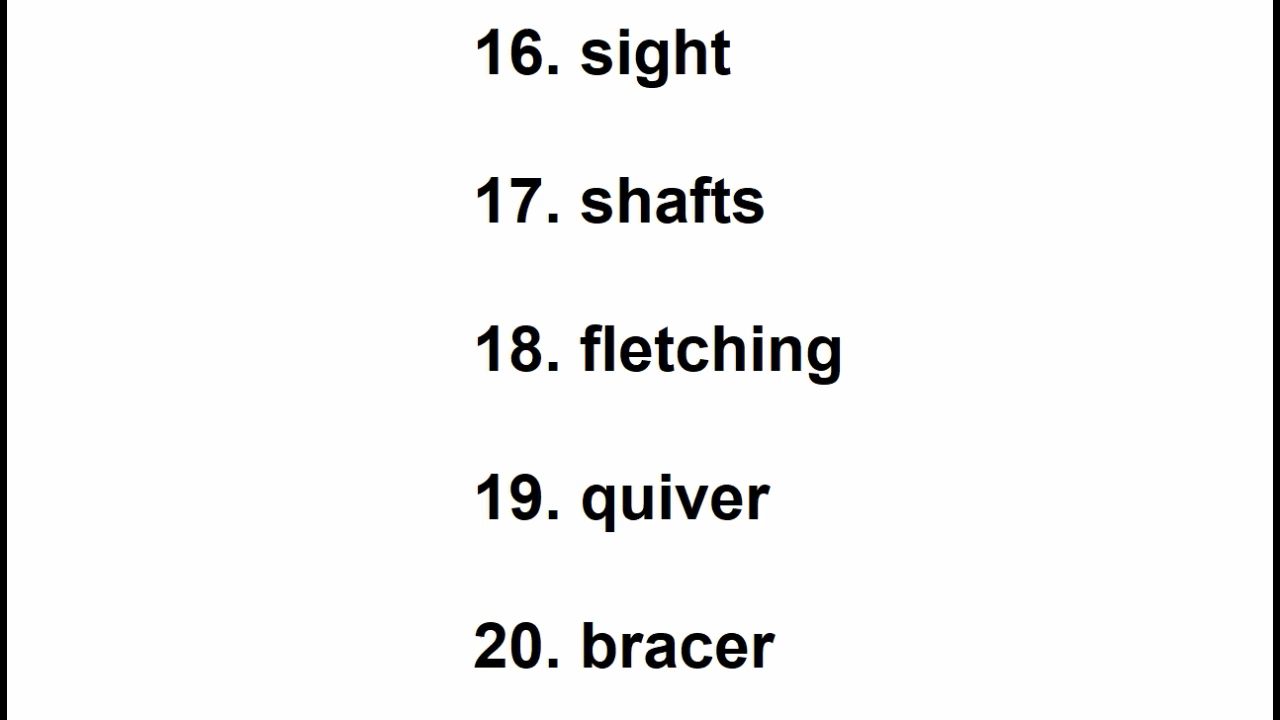 16. sight
17. shafts
18. fletching
19. quiver
20. bracer